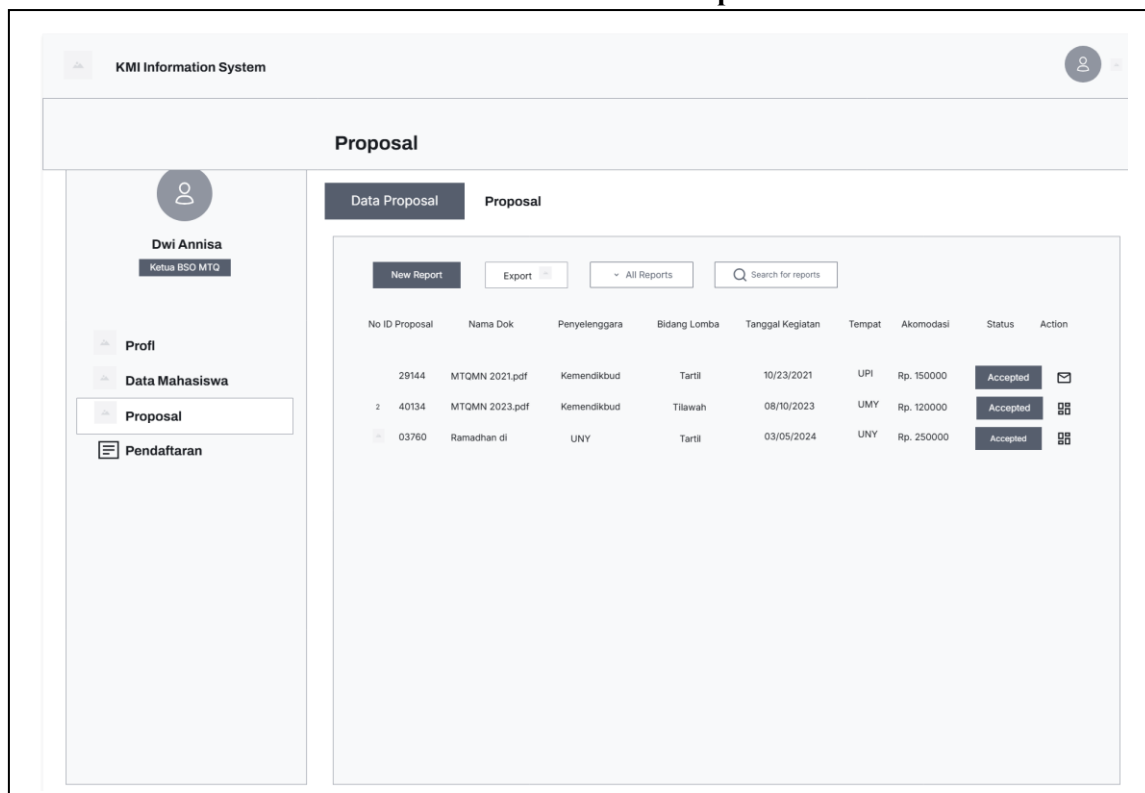 KMI Information System
Proposal
Dwi Annisa
Ketua BSO MTQ
Profl
Data Mahasiswa
Proposal
Pendaftaran
Data Proposal Proposal
New Report Export All Reports Search for reports
No ID Proposal Nama Dok Penyelenggara Bidang Lomba Tanggal Kegiatan Tempat Akomodasi Status Action
29144 MTQMN 2021.pdf Kemendikbud Tartil 10/23/2021 UPI Rp. 150000 Accepted
2 40134 MTQMN 2023.pdf Kemendikbud Tilawah 08/10/2023 UMY Rp. 120000 Accepted
03760 Ramadhan di UNY Tartil 03/05/2024 UNY Rp. 250000 Accepted